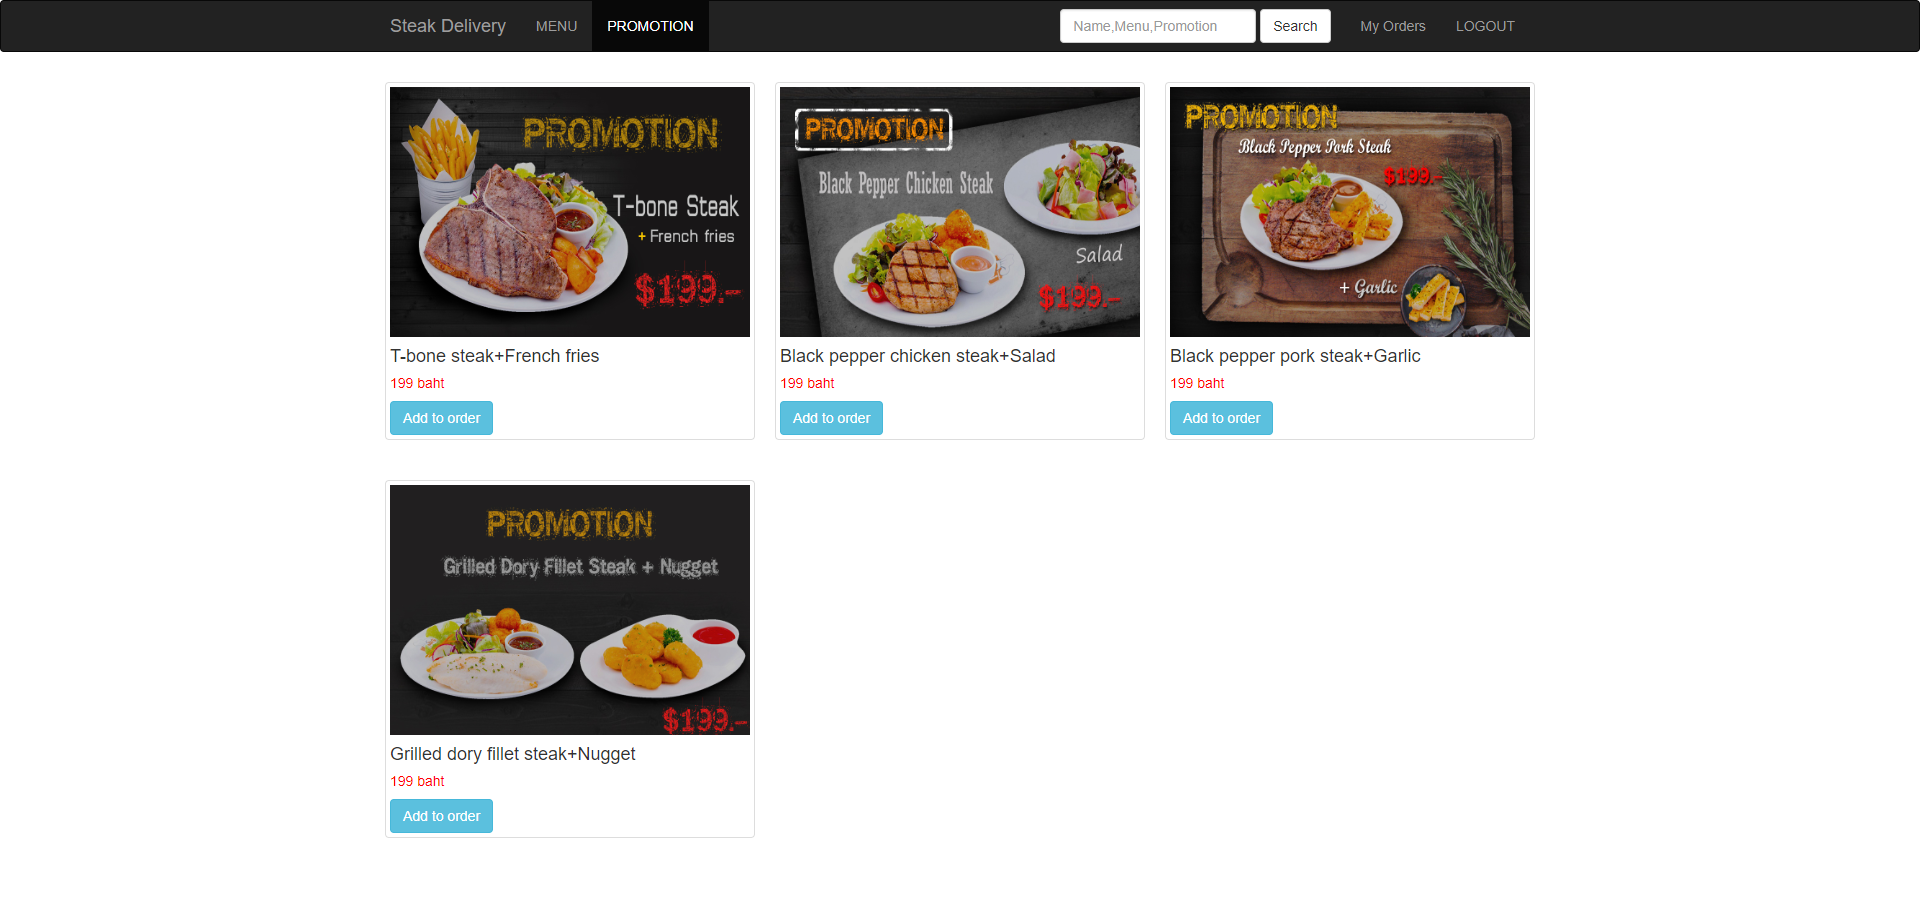 Steak Delivery MENU PROMOTION Name,Menu,Promotion Search My Orders LOGOUT
PROMOTION
T-bone Steak
+ French fries
$199.-
T-bone steak+French fries
199 baht
Add to order
PROMOTION
Black Pepper Chicken Steak
Salad
$199.-
Black pepper chicken steak+Salad
199 baht
Add to order
PROMOTION
Black Pepper Pork Steak
$199.-
+ Garlic
Black pepper pork steak+Garlic
199 baht
Add to order
PROMOTION
Grilled Dory Fillet Steak + Nugget
$199.-
Grilled dory fillet steak+Nugget
199 baht
Add to order